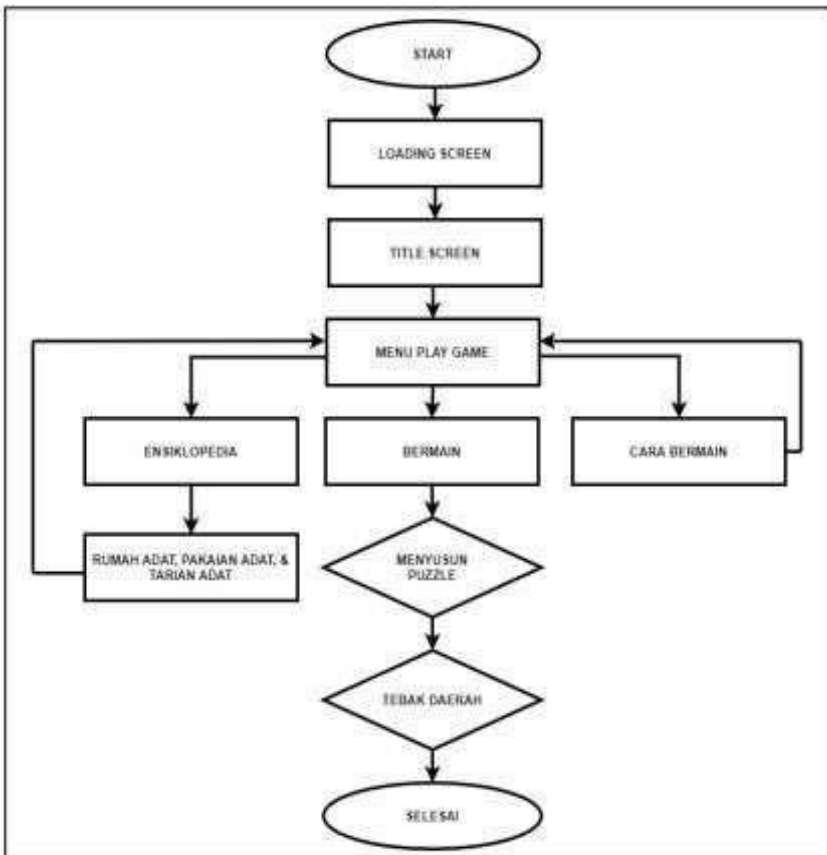 START
LOADING SCREEN
TITLE SCREEN
MENU PLAY GAME
ENSIKLOPEDIA
BERMAIN
CARA BERMAIN
RUMAH ADAT, PAKAIAN ADAT, &
TARIAN ADAT
MENYUSUN
PUZZLE
TEBAK DAERAH
SELESAI